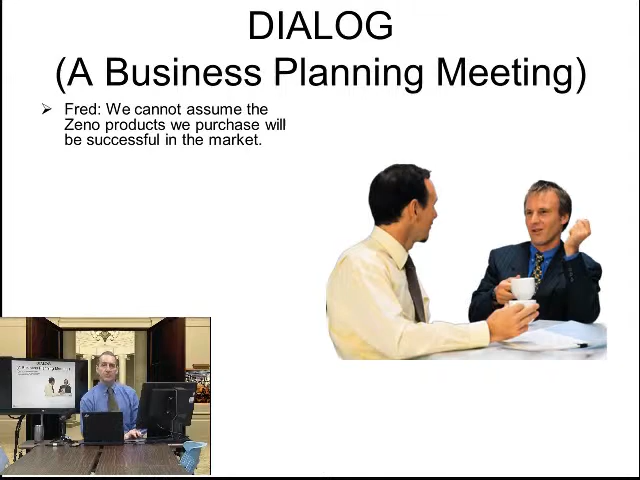 DIALOG
(A Business Planning Meeting)
➢ Fred: We cannot assume the
Zeno products we purchase will
be successful in the market.
DIALOG